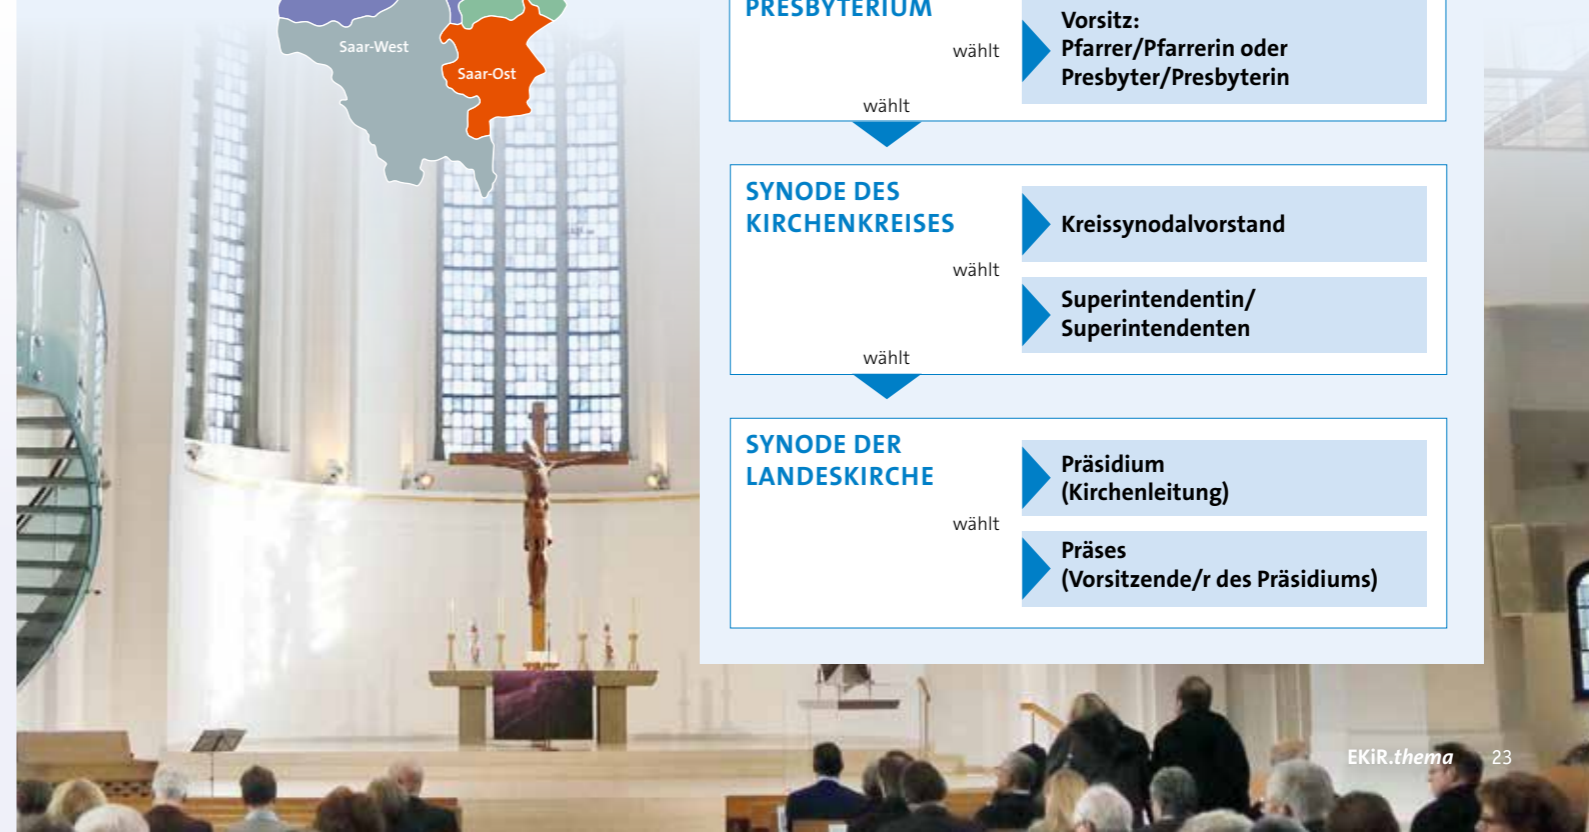 Saar-West
Saar-Ost
PRESBYTERIUM
wählt
Vorsitz:
Pfarrer/Pfarrerin oder
Presbyter/Presbyterin
wählt
SYNODE DES
KIRCHENKREISES
wählt
Kreissynodalvorstand
Superintendentin/
Superintendenten
wählt
SYNODE DER
LANDESKIRCHE
wählt
Präsidium
(Kirchenleitung)
Präses
(Vorsitzende/r des Präsidiums)
EKiR.thema 23